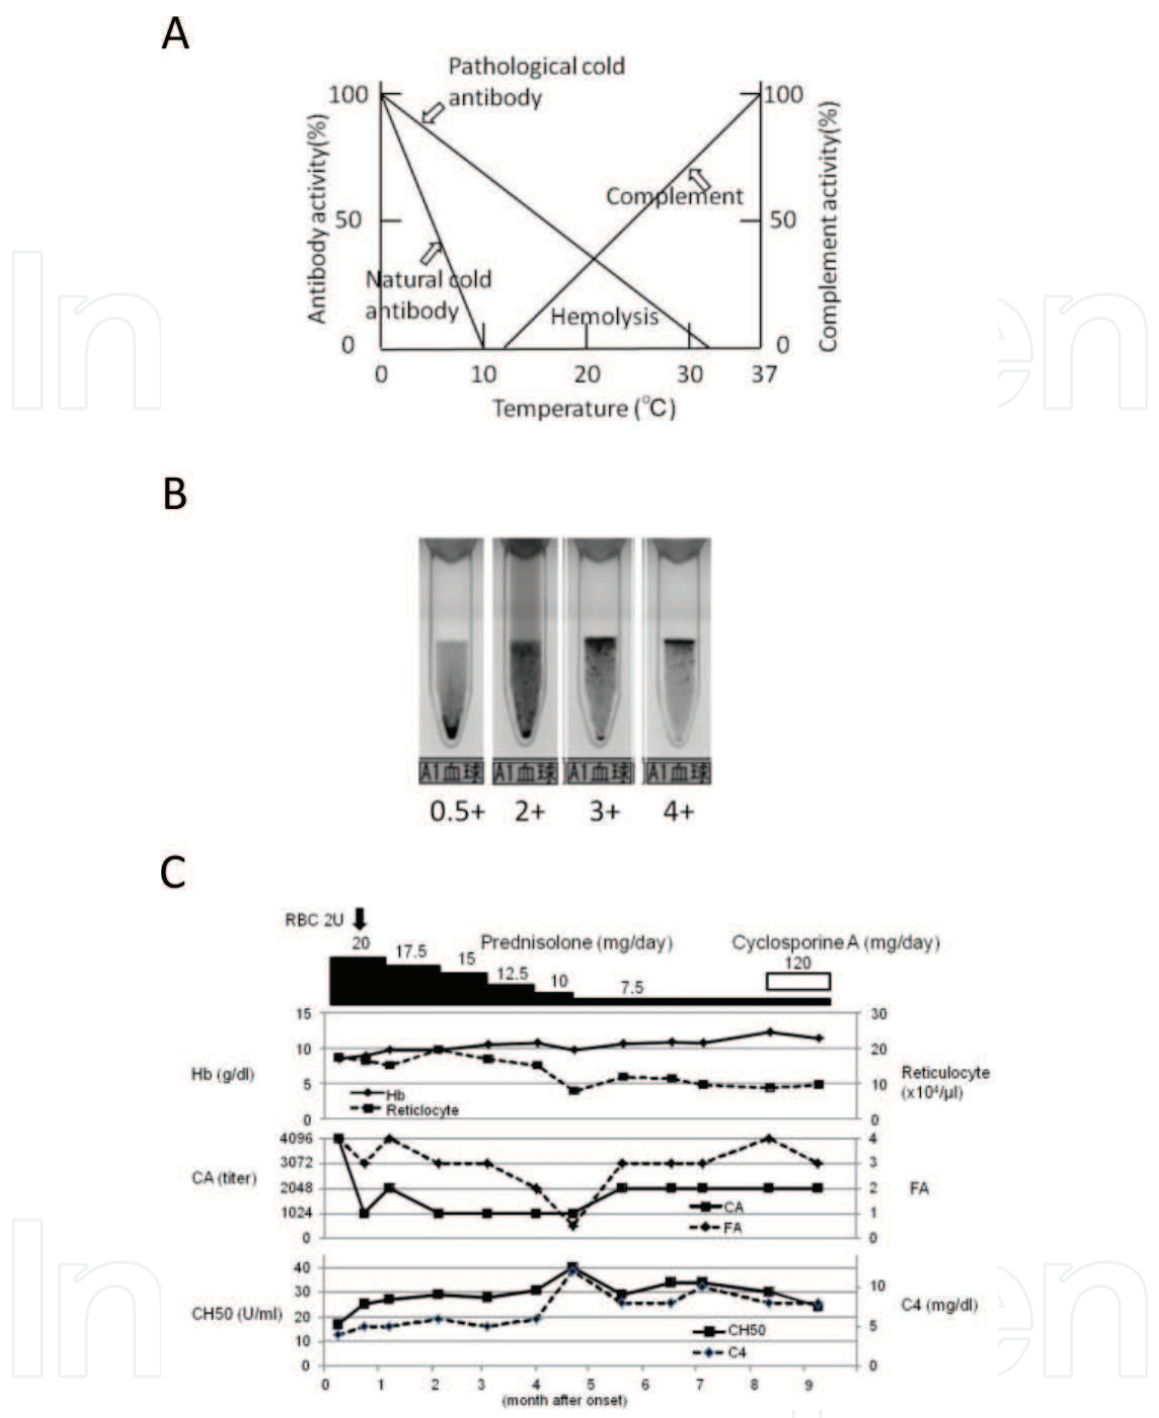 A
Pathological cold
antibody
100
100
Antibody activity(%)
Complement activity(%)
Complement
50
50
Natural cold
antibody
Hemolysis
0
0
0 10 20 30 37
Temperature (℃)
B
A1血球 A1血球 A1血球 A1血球
0.5+ 2+ 3+ 4+
C
RBC 2U
Prednisolone (mg/day)
Cyclosporine A (mg/day)
20 17.5 15 12.5 10 7.5 120
15 30
10 20
Hb (g/dl)
Reticulocyte
(x10⁴/µl)
5 10
Hb
Reticlocyte
0 0
4096 4
3072 3
CA (titer)
2048 2
FA
1024 1
CA
FA
0 0
40
30 10
CH50 (U/ml)
C4 (mg/dl)
20 5
10
CH50
C4
0 0
0 1 2 3 4 5 6 7 8 9
(month after onset)
In
en
In
en